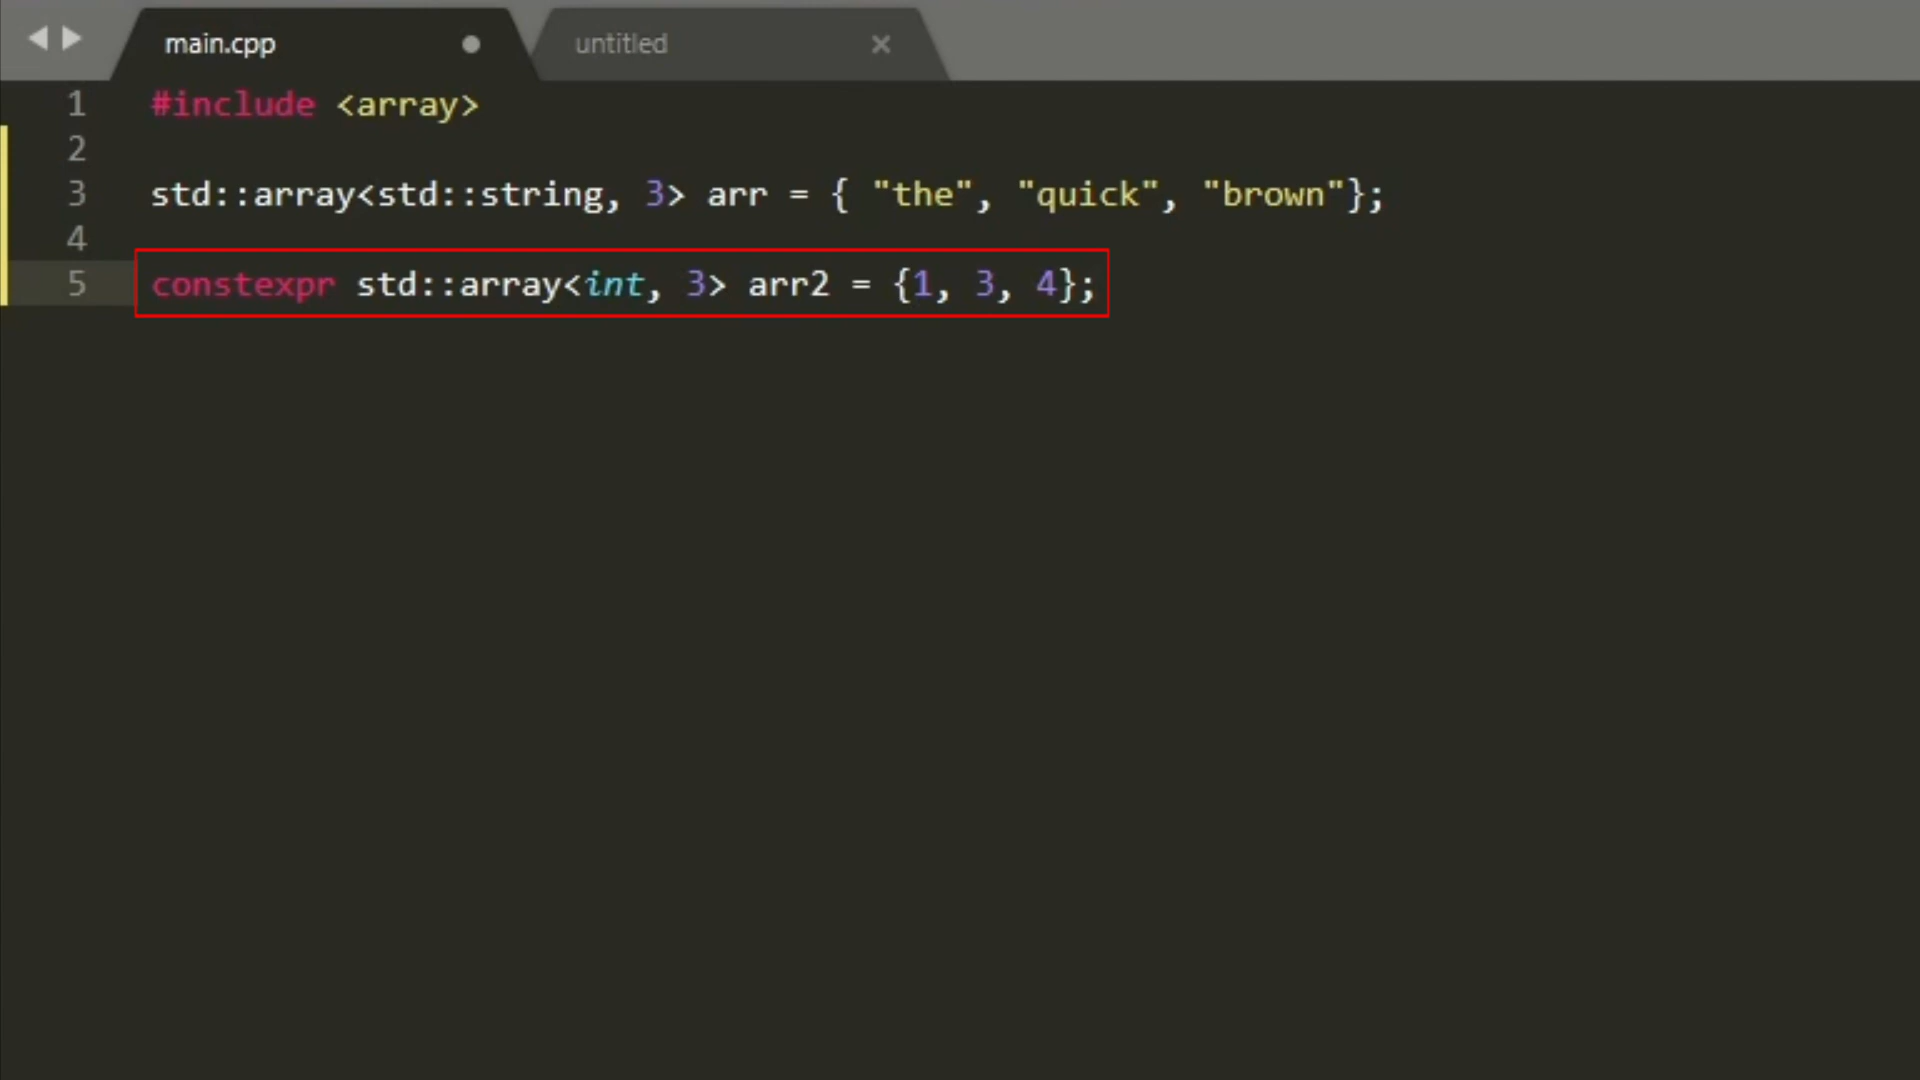 main.cpp
untitled
1 #include <array>
2
3 std::array<std::string, 3> arr = { "the", "quick", "brown"};
4
5 constexpr std::array<int, 3> arr2 = {1, 3, 4};